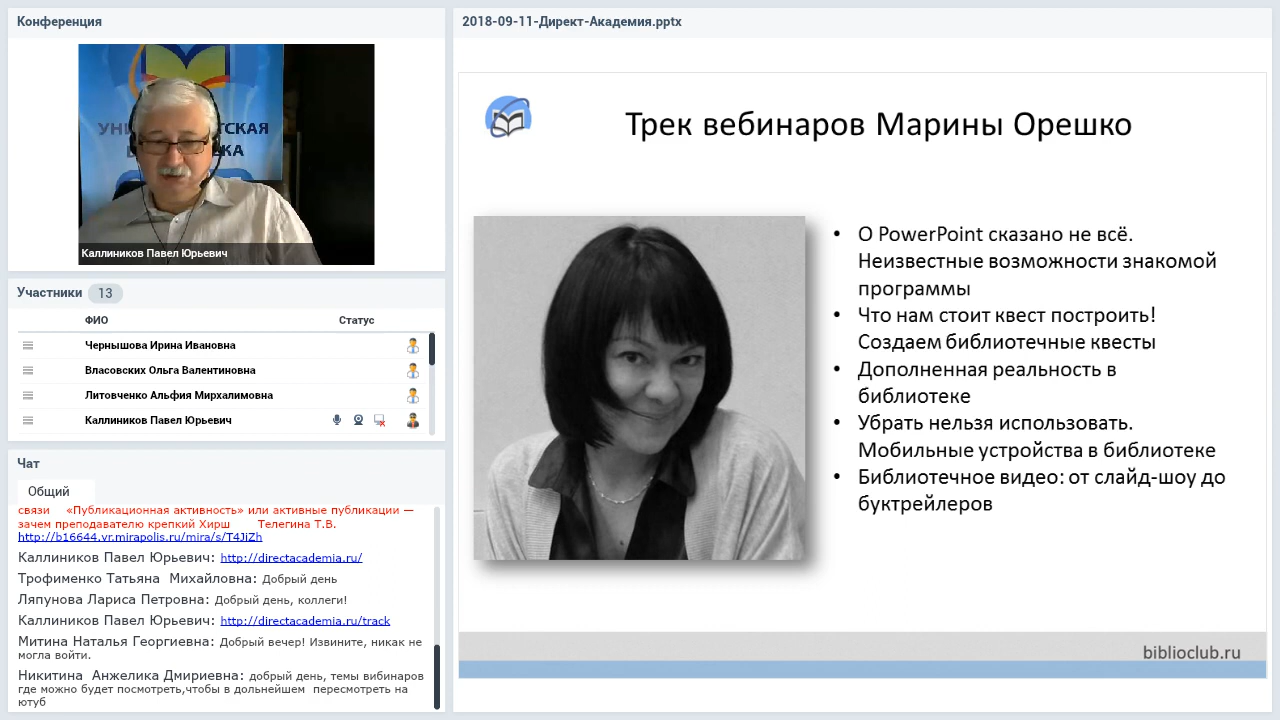 Конференция
УНИ
ТСКАЯ
КА
Каллиников Павел Юрьевич
Участники 13
ФИО Статус
Чернышова Ирина Ивановна
Власовских Ольга Валентиновна
Литовченко Альфия Мирхалимовна
Каллиников Павел Юрьевич
Чат
Общий
связи «Публикационная активность» или активные публикации —
зачем преподавателю крепкий Хирш Телегина Т.В.
http://b16644.vr.mirapolis.ru/mira/s/T4JiZh
Каллиников Павел Юрьевич: http://directacademia.ru/
Трофименко Татьяна Михайловна: Добрый день
Ляпунова Лариса Петровна: Добрый день, коллеги!
Каллиников Павел Юрьевич: http://directacademia.ru/track
Митина Наталья Георгиевна: Добрый вечер! Извините, никак не
могла войти.
Никитина Анжелика Дмириевна: добрый день, темы вибинаров
где можно будет посмотреть,чтобы в дольнейшем пересмотреть на
ютуб
2018-09-11-Директ-Академия.pptx
Трек вебинаров Марины Орешко
• О PowerPoint сказано не всё.
Неизвестные возможности знакомой
программы
• Что нам стоит квест построить!
Создаем библиотечные квесты
• Дополненная реальность в
библиотеке
• Убрать нельзя использовать.
Мобильные устройства в библиотеке
• Библиотечное видео: от слайд-шоу до
буктрейлеров
biblioclub.ru